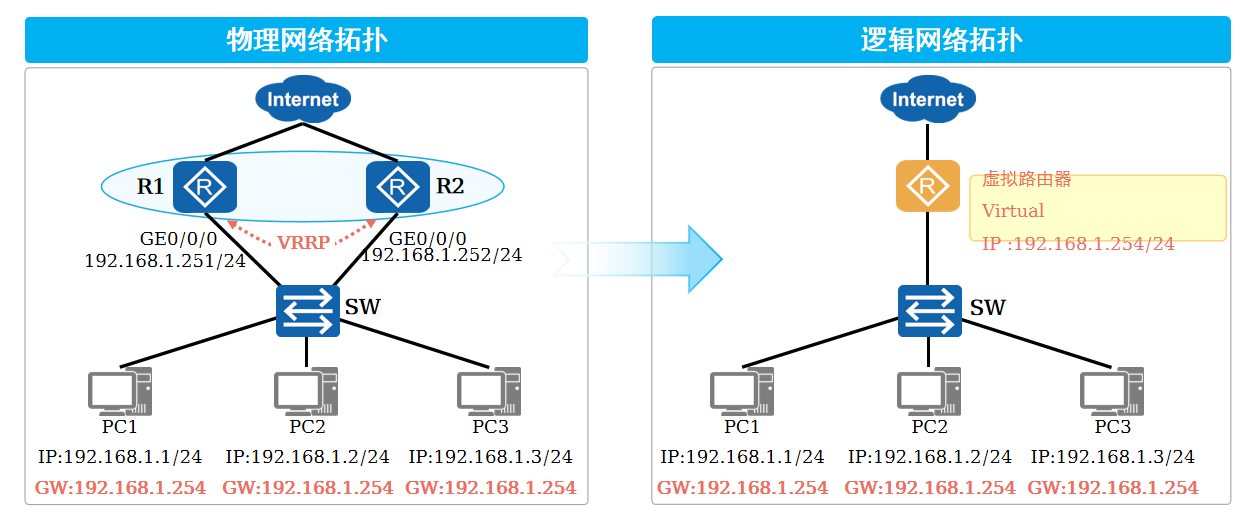 物理网络拓扑
Internet
R
R
R1
R2
VRRP
GE0/0/0
192.168.1.251/24
GE0/0/0
192.168.1.252/24
SW
PC1
PC2
PC3
IP:192.168.1.1/24
IP:192.168.1.2/24
IP:192.168.1.3/24
GW:192.168.1.254
GW:192.168.1.254
GW:192.168.1.254
逻辑网络拓扑
Internet
R
虚拟路由器
Virtual
IP :192.168.1.254/24
SW
PC1
PC2
PC3
IP:192.168.1.1/24
IP:192.168.1.2/24
IP:192.168.1.3/24
GW:192.168.1.254
GW:192.168.1.254
GW:192.168.1.254